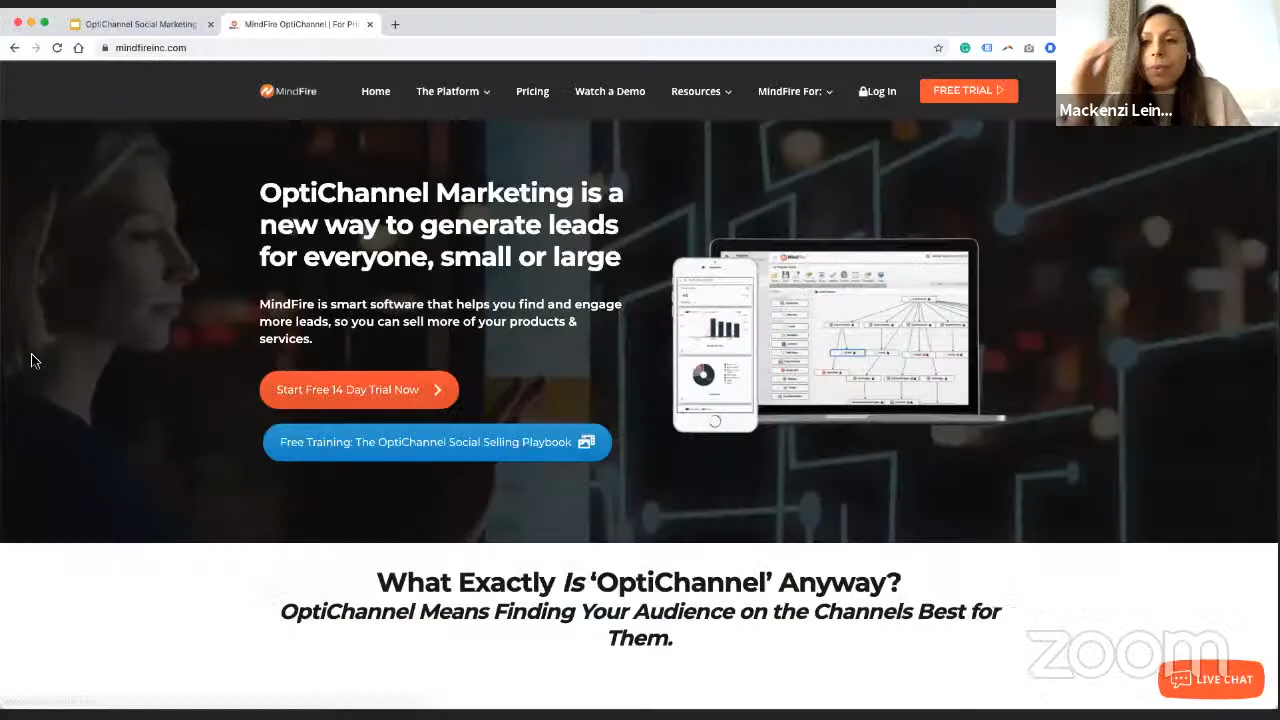 OptiChannel Social Marketing
MindFire OptiChannel | For Pri
mindfireinc.com
Mackenzi Lein...
MindFire
Home
The Platform
Pricing
Watch a Demo
Resources
MindFire For:
Log In
FREE TRIAL
OptiChannel Marketing is a
new way to generate leads
for everyone, small or large
MindFire is smart software that helps you find and engage
more leads, so you can sell more of your products &
services.
Start Free 14 Day Trial Now
Free Training: The OptiChannel Social Selling Playbook
MindFire
What Exactly Is ‘OptiChannel’ Anyway?
OptiChannel Means Finding Your Audience on the Channels Best for
Them.
zoom
LIVE CHAT